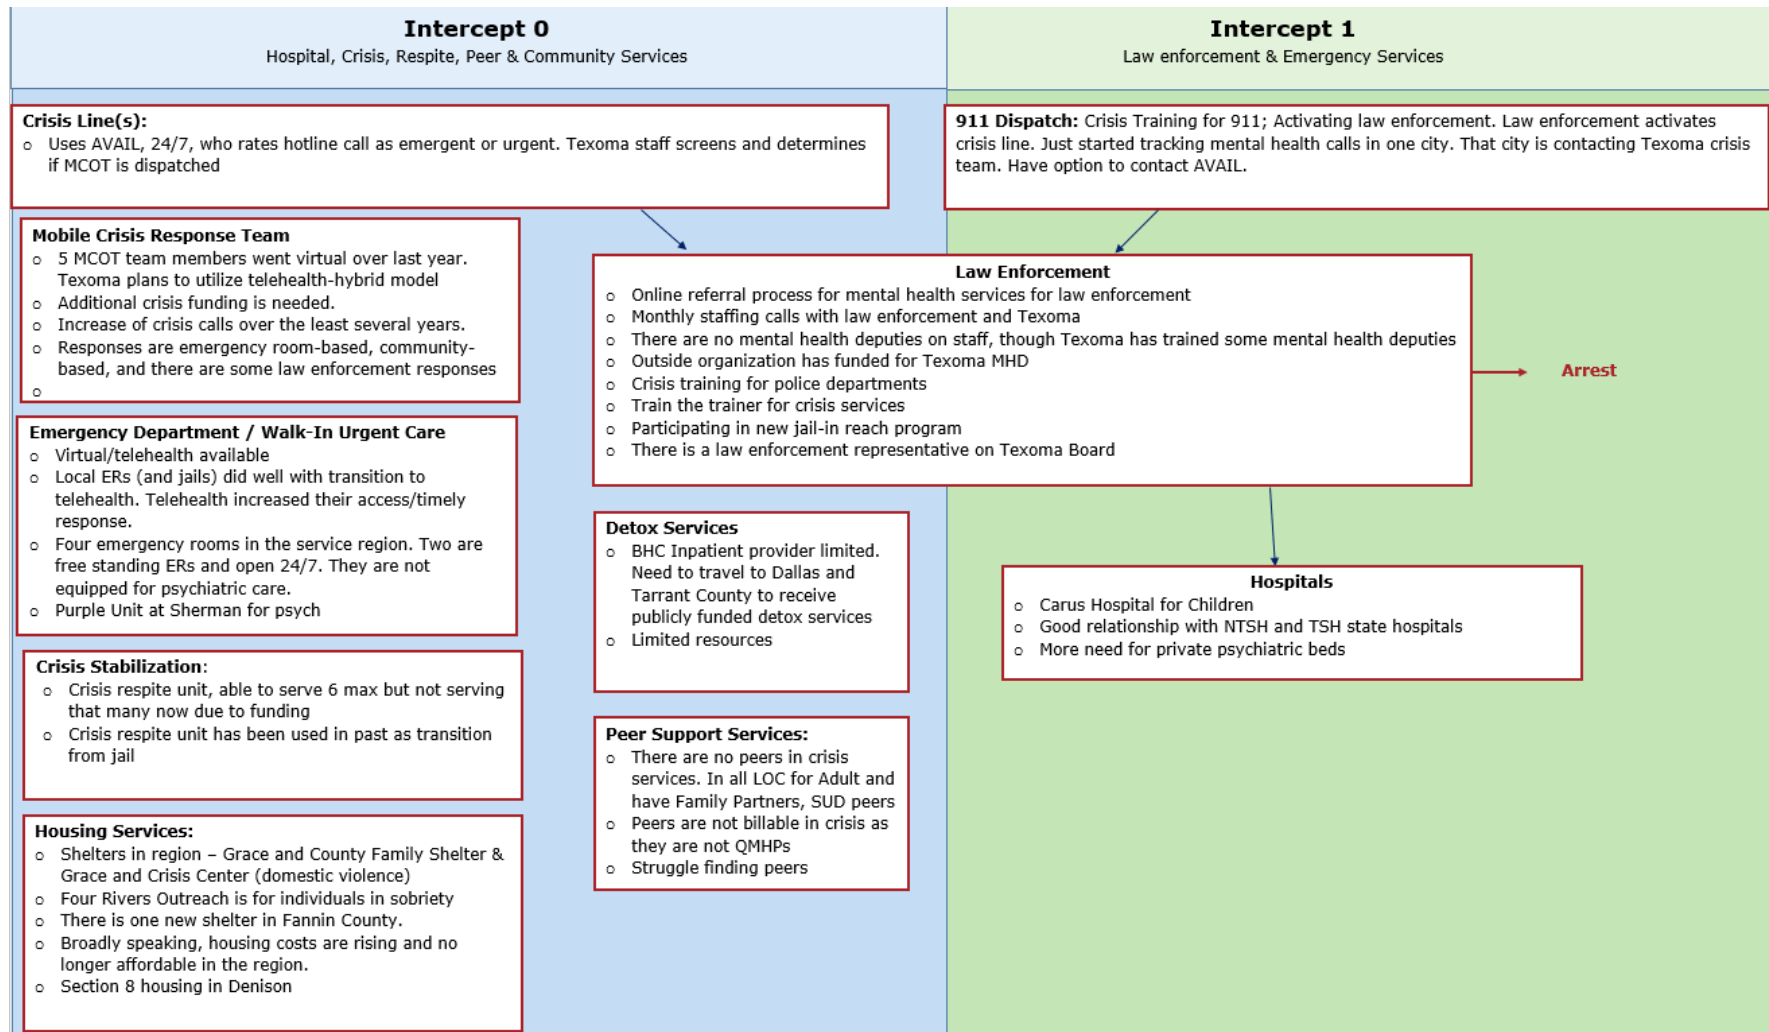 Intercept 0
Hospital, Crisis, Respite, Peer & Community Services
Intercept 1
Law enforcement & Emergency Services
Crisis Line(s):
o Uses AVAIL, 24/7, who rates hotline call as emergent or urgent. Texoma staff screens and determines
if MCOT is dispatched
911 Dispatch: Crisis Training for 911; Activating law enforcement. Law enforcement activates
crisis line. Just started tracking mental health calls in one city. That city is contacting Texoma crisis
team. Have option to contact AVAIL.
Mobile Crisis Response Team
o 5 MCOT team members went virtual over last year.
Texoma plans to utilize telehealth-hybrid model
o Additional crisis funding is needed.
o Increase of crisis calls over the least several years.
o Responses are emergency room-based, community-
based, and there are some law enforcement responses
o
Law Enforcement
o Online referral process for mental health services for law enforcement
o Monthly staffing calls with law enforcement and Texoma
o There are no mental health deputies on staff, though Texoma has trained some mental health deputies
o Outside organization has funded for Texoma MHD
o Crisis training for police departments
o Train the trainer for crisis services
o Participating in new jail-in reach program
o There is a law enforcement representative on Texoma Board
Arrest
Emergency Department / Walk-In Urgent Care
o Virtual/telehealth available
o Local ERs (and jails) did well with transition to
telehealth. Telehealth increased their access/timely
response.
o Four emergency rooms in the service region. Two are
free standing ERs and open 24/7. They are not
equipped for psychiatric care.
o Purple Unit at Sherman for psych
Detox Services
o BHC Inpatient provider limited.
Need to travel to Dallas and
Tarrant County to receive
publicly funded detox services
o Limited resources
Hospitals
o Carus Hospital for Children
o Good relationship with NTSH and TSH state hospitals
o More need for private psychiatric beds
Crisis Stabilization:
o Crisis respite unit, able to serve 6 max but not serving
that many now due to funding
o Crisis respite unit has been used in past as transition
from jail
Peer Support Services:
o There are no peers in crisis
services. In all LOC for Adult and
have Family Partners, SUD peers
o Peers are not billable in crisis as
they are not QMHPs
o Struggle finding peers
Housing Services:
o Shelters in region – Grace and County Family Shelter &
Grace and Crisis Center (domestic violence)
o Four Rivers Outreach is for individuals in sobriety
o There is one new shelter in Fannin County.
o Broadly speaking, housing costs are rising and no
longer affordable in the region.
o Section 8 housing in Denison